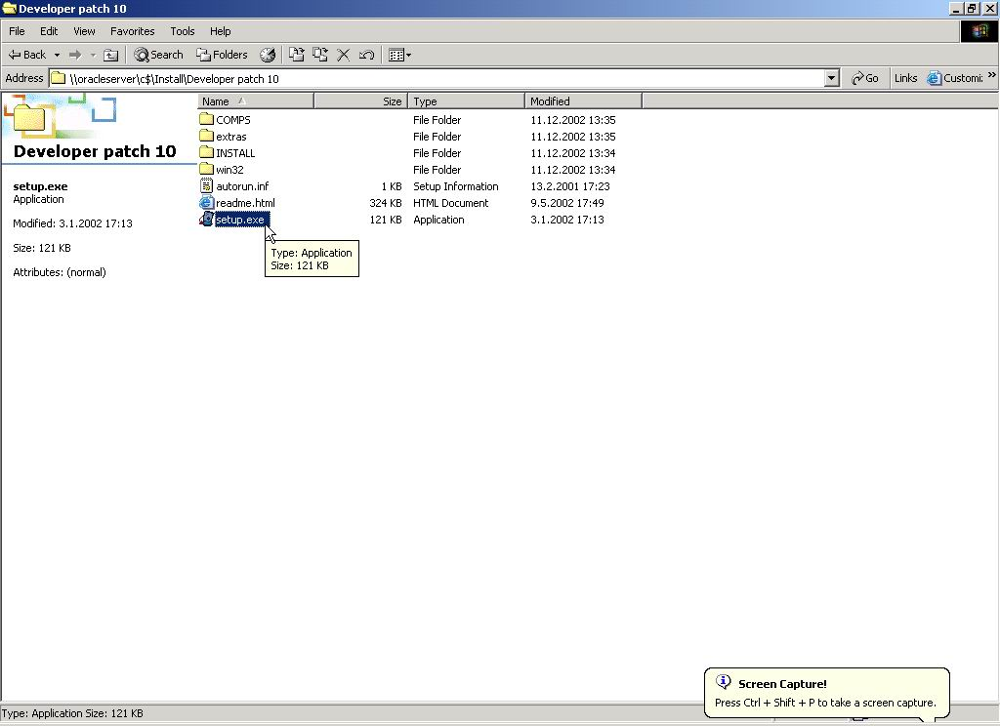 Developer patch 10
File Edit View Favorites Tools Help
Back Search Folders
Address \\oracleserver\c$\Install\Developer patch 10 Go Links Customi: »
Name Size Type Modified
COMPS File Folder 11.12.2002 13:35
extras File Folder 11.12.2002 13:35
INSTALL File Folder 11.12.2002 13:34
win32 File Folder 11.12.2002 13:34
autorun.inf 1 KB Setup Information 13.2.2001 17:23
readme.html 324 KB HTML Document 9.5.2002 17:49
setup.exe 121 KB Application 3.1.2002 17:13
Type: Application
Size: 121 KB
Developer patch 10
setup.exe
Application
Modified: 3.1.2002 17:13
Size: 121 KB
Attributes: (normal)
Screen Capture!
Press Ctrl + Shift + P to take a screen capture.
Type: Application Size: 121 KB